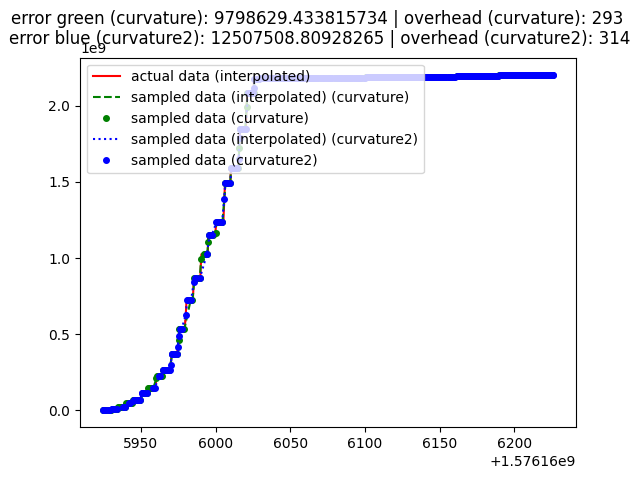 error green (curvature): 9798629.433815734 | overhead (curvature): 293
error blue (curvature2): 12507508.80928265 | overhead (curvature2): 314
1e9
actual data (interpolated)
sampled data (interpolated) (curvature)
sampled data (curvature)
sampled data (interpolated) (curvature2)
sampled data (curvature2)
2.0
1.5
1.0
0.5
0.0
5950 6000 6050 6100 6150 6200
+1.57616e9